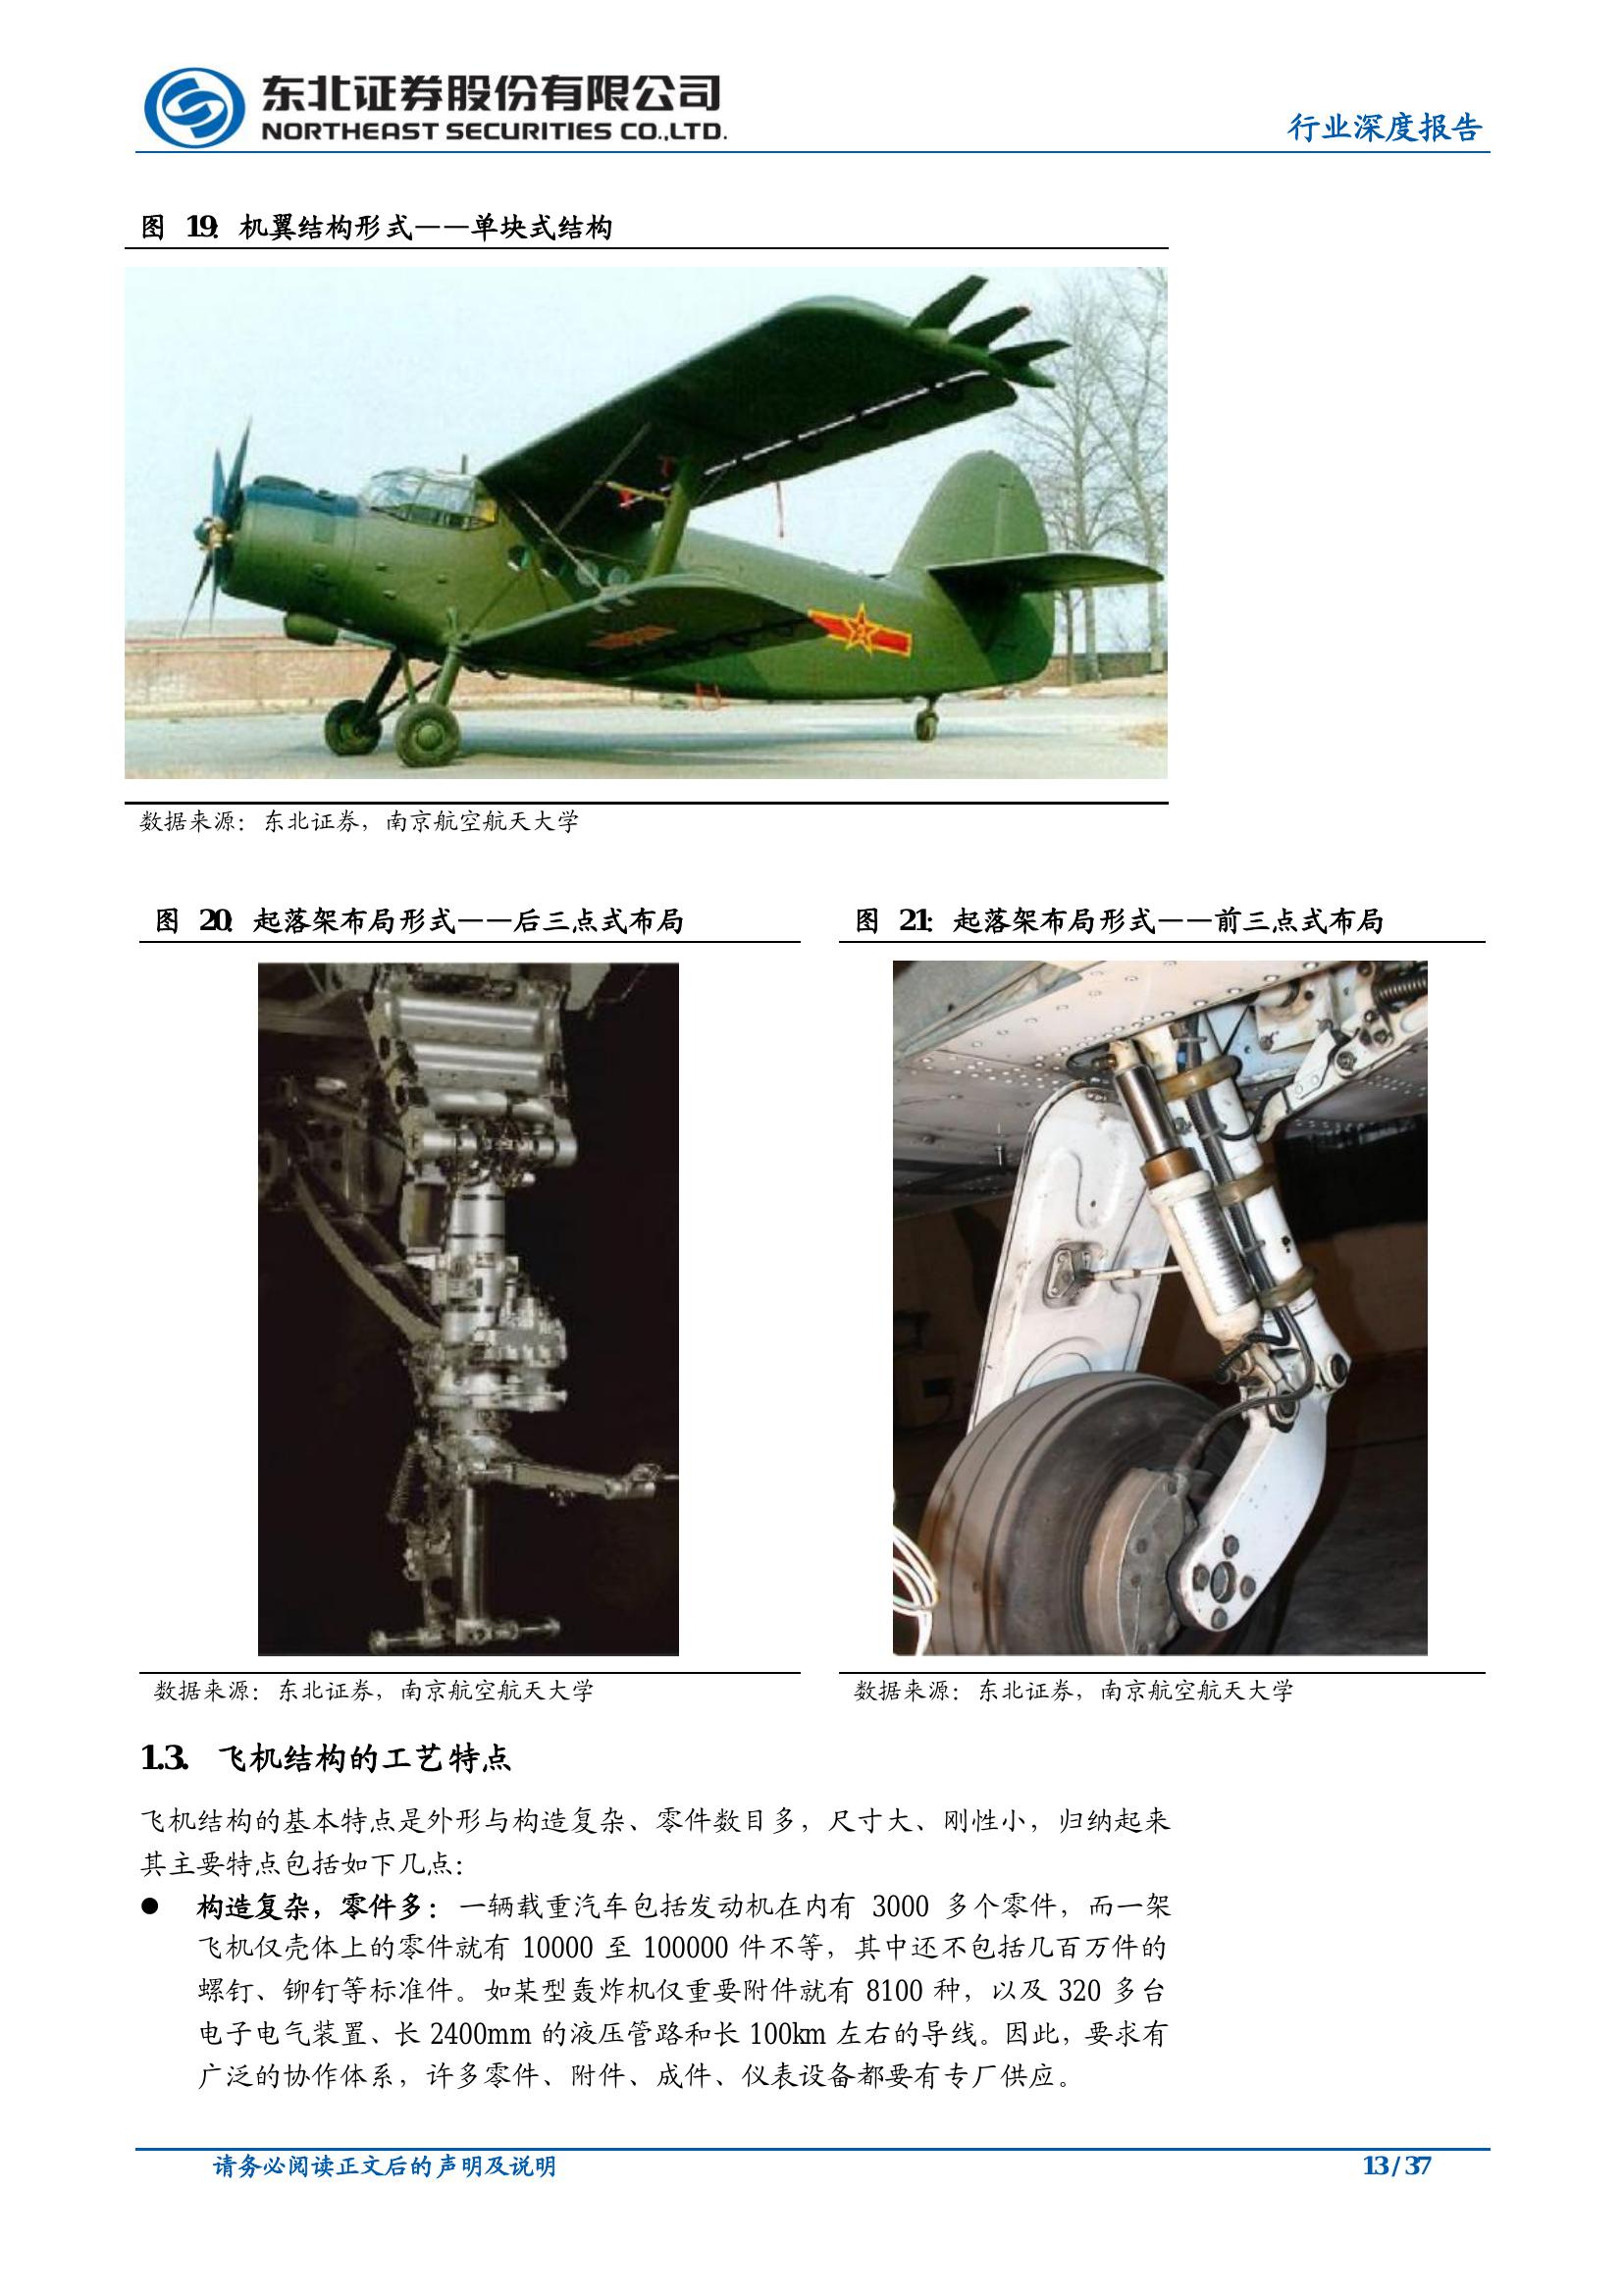 东北证券股份有限公司
NORTHEAST SECURITIES CO.,LTD.
行业深度报告
图 19：机翼结构形式——单块式结构
数据来源：东北证券，南京航空航天大学
图 20：起落架布局形式——后三点式布局
图 21：起落架布局形式——前三点式布局
数据来源：东北证券，南京航空航天大学
数据来源：东北证券，南京航空航天大学
1.3. 飞机结构的工艺特点
飞机结构的基本特点是外形与构造复杂、零件数目多，尺寸大、刚性小，归纳起来
其主要特点包括如下几点：
● 构造复杂，零件多：一辆载重汽车包括发动机在内有 3000 多个零件，而一架
飞机仅壳体上的零件就有 10000 至 100000 件不等，其中还不包括几百万件的
螺钉、铆钉等标准件。如某型轰炸机仅重要附件就有 8100 种，以及 320 多台
电子电气装置、长 2400mm 的液压管路和长 100km 左右的导线。因此，要求有
广泛的协作体系，许多零件、附件、成件、仪表设备都要有专厂供应。
请务必阅读正文后的声明及说明
13 / 37